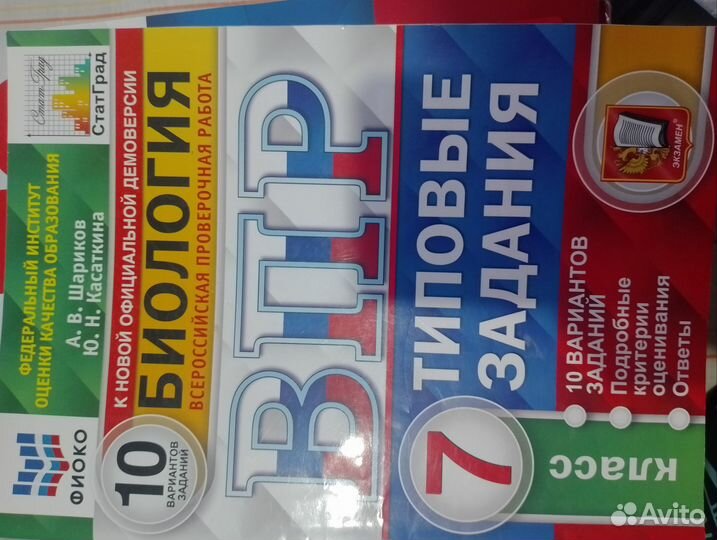 ФИОКО
ФЕДЕРАЛЬНЫЙ ИНСТИТУТ
ОЦЕНКИ КАЧЕСТВА ОБРАЗОВАНИЯ
А. В. Шариков
Ю. Н. Касаткина
СтатГрад
СтатГрад
К НОВОЙ ОФИЦИАЛЬНОЙ ДЕМОВЕРСИИ
10
ВАРИАНТОВ
ЗАДАНИЙ
БИОЛОГИЯ
ВСЕРОССИЙСКАЯ ПРОВЕРОЧНАЯ РАБОТА
ВПР
7
класс
ТИПОВЫЕ
ЗАДАНИЯ
10 ВАРИАНТОВ
ЗАДАНИЙ
Подробные
критерии
оценивания
Ответы
ЭКЗАМЕН®
Avito